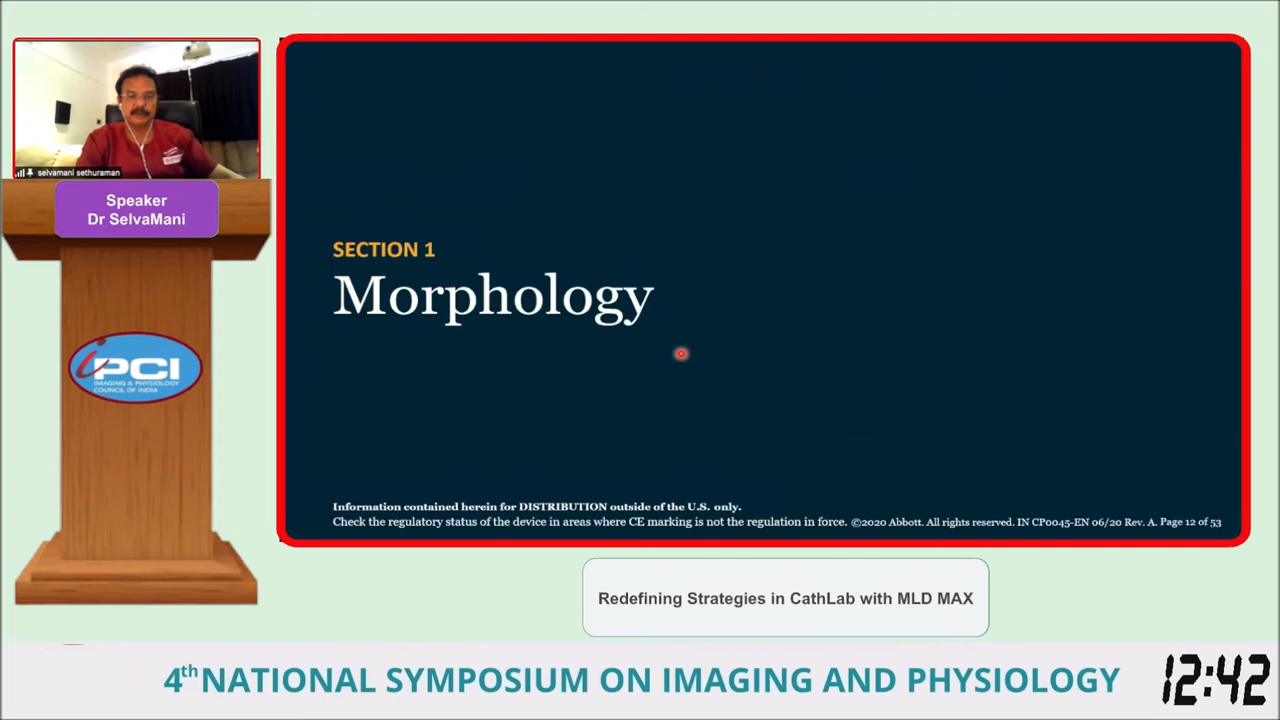 selvamani sethuraman
Speaker
Dr SelvaMani
iPCI
IMAGING & PHYSIOLOGY
COUNCIL OF INDIA
SECTION 1
Morphology
Information contained herein for DISTRIBUTION outside of the U.S. only.
Check the regulatory status of the device in areas where CE marking is not the regulation in force. ©2020 Abbott. All rights reserved. IN CP0045-EN 06/20 Rev. A. Page 12 of 53
Redefining Strategies in CathLab with MLD MAX
4th NATIONAL SYMPOSIUM ON IMAGING AND PHYSIOLOGY
12:42